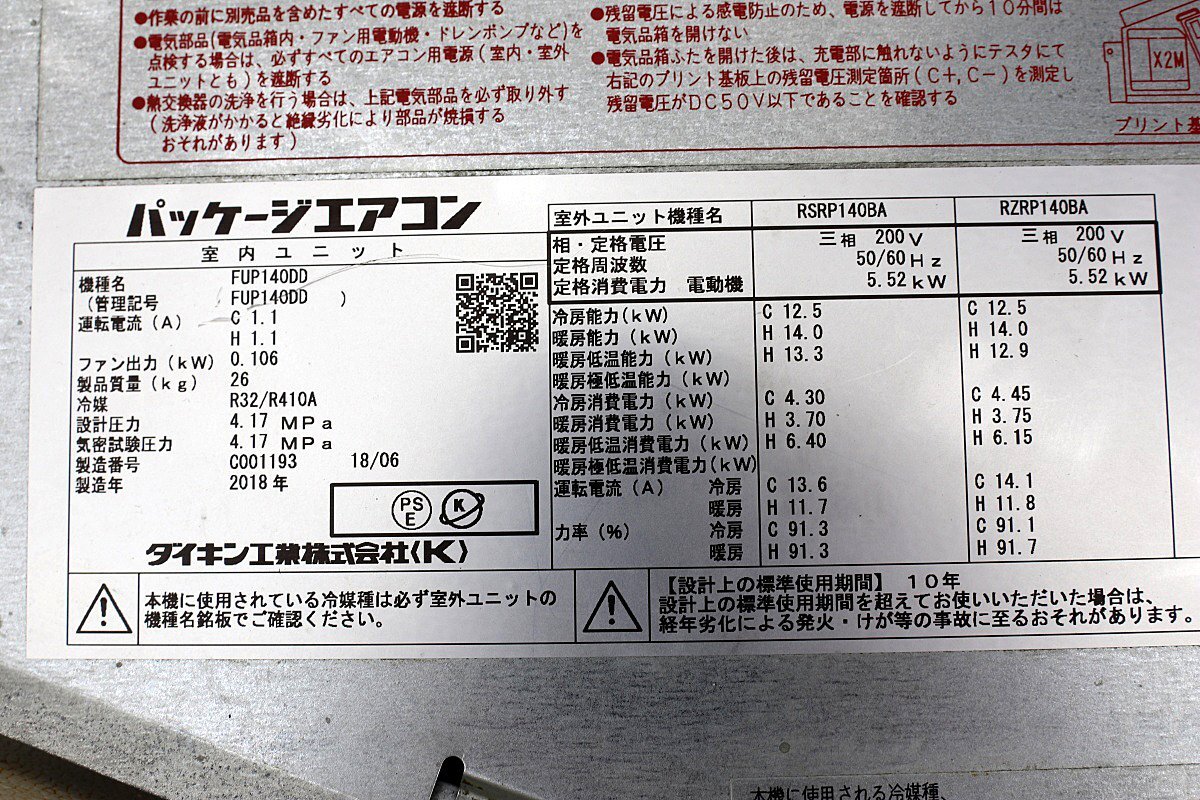 ●作業の前に別売品を含めたすべての電源を遮断する
●電気部品(電気品箱内・ファン用電動機・ドレンポンプなど)を
点検する場合は、必ずすべてのエアコン用電源(室内・室外
ユニットとも)を遮断する
●熱交換器の洗浄を行う場合は、上記電気部品を必ず取り外す
(洗浄液がかかると絶縁劣化により部品が焼損する
おそれがあります)
●残留電圧による感電防止のため、電源を遮断してから10分間は
電気品箱を開けない
●電気品箱ふたを開けた後は、充電部に触れないようにテスタにて
右記のプリント基板上の残留電圧測定箇所(C+,C−)を測定し
残留電圧がDC50V以下であることを確認する
X2M
プリント基
パッケージエアコン
室内ユニット
機種名 FUP140DD
(管理記号 FUP140DD )
運転電流(A) C 1.1
H 1.1
ファン出力(kW) 0.106
製品質量(kg) 26
冷媒 R32/R410A
設計圧力 4.17 MPa
気密試験圧力 4.17 MPa
製造番号 C001193 18/06
製造年 2018年
PS
E
K
ダイキン工業株式会社〈K〉
室外ユニット機種名 RSRP140BA RZRP140BA
相・定格電圧 三相 200V 三相 200V
定格周波数 50/60Hz 50/60Hz
定格消費電力 電動機 5.52kW 5.52kW
冷房能力(kW) C 12.5 C 12.5
暖房能力(kW) H 14.0 H 14.0
暖房低温能力(kW) H 13.3 H 12.9
暖房極低温能力(kW)
冷房消費電力(kW) C 4.30 C 4.45
暖房消費電力(kW) H 3.70 H 3.75
暖房低温消費電力(kW) H 6.40 H 6.15
暖房極低温消費電力(kW)
運転電流(A) 冷房 C 13.6 C 14.1
暖房 H 11.7 H 11.8
力率(%) 冷房 C 91.3 C 91.1
暖房 H 91.3 H 91.7
本機に使用されている冷媒種は必ず室外ユニットの
機種名銘板でご確認ください。
【設計上の標準使用期間】 10年
設計上の標準使用期間を超えてお使いいただいた場合は、
経年劣化による発火・けが等の事故に至るおそれがあります。
本機に使用される冷媒種、